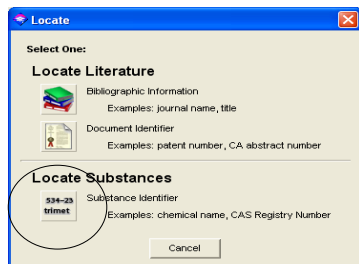 Locate
Select One:
Locate Literature
Bibliographic Information
Examples: journal name, title
Document Identifier
Examples: patent number, CA abstract number
Locate Substances
534-23
trimet
Substance Identifier
Examples: chemical name, CAS Registry Number
Cancel